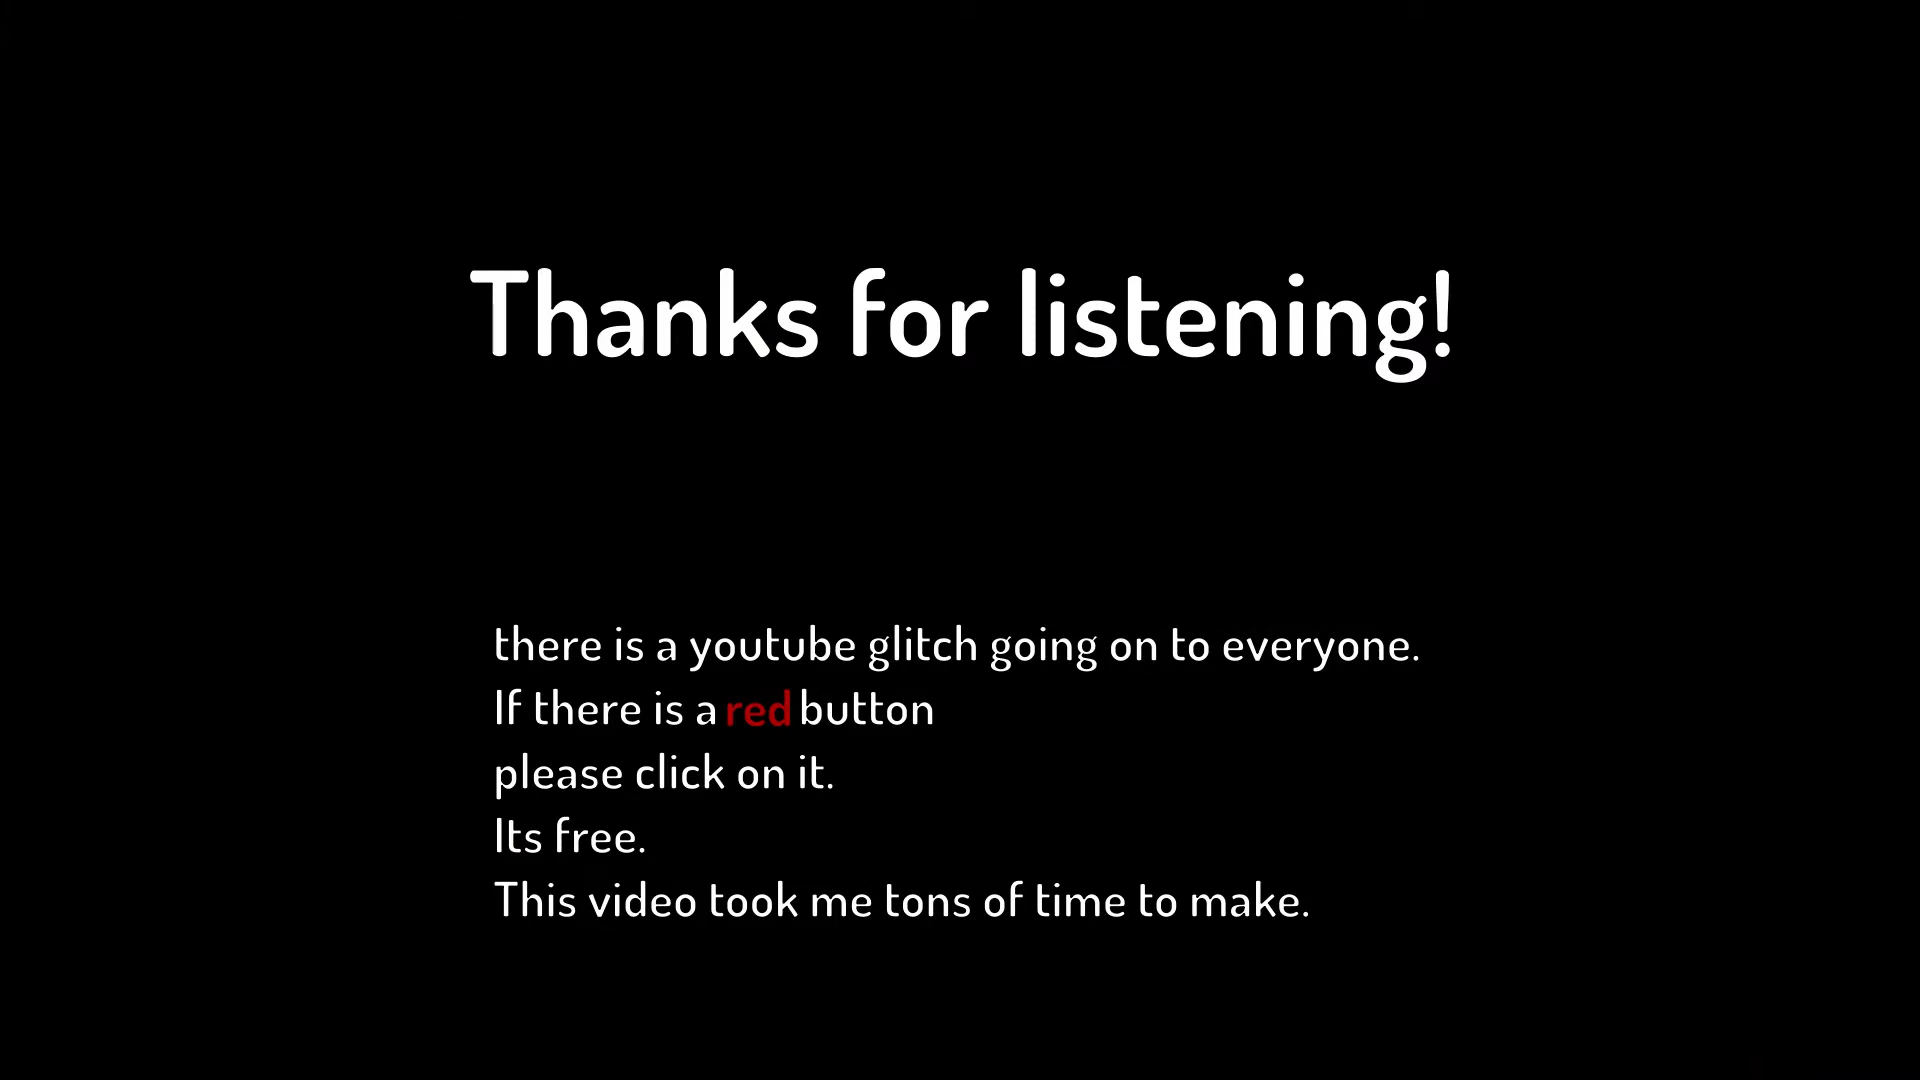 Thanks for listening!
there is a youtube glitch going on to everyone.
If there is a red button
please click on it.
Its free.
This video took me tons of time to make.